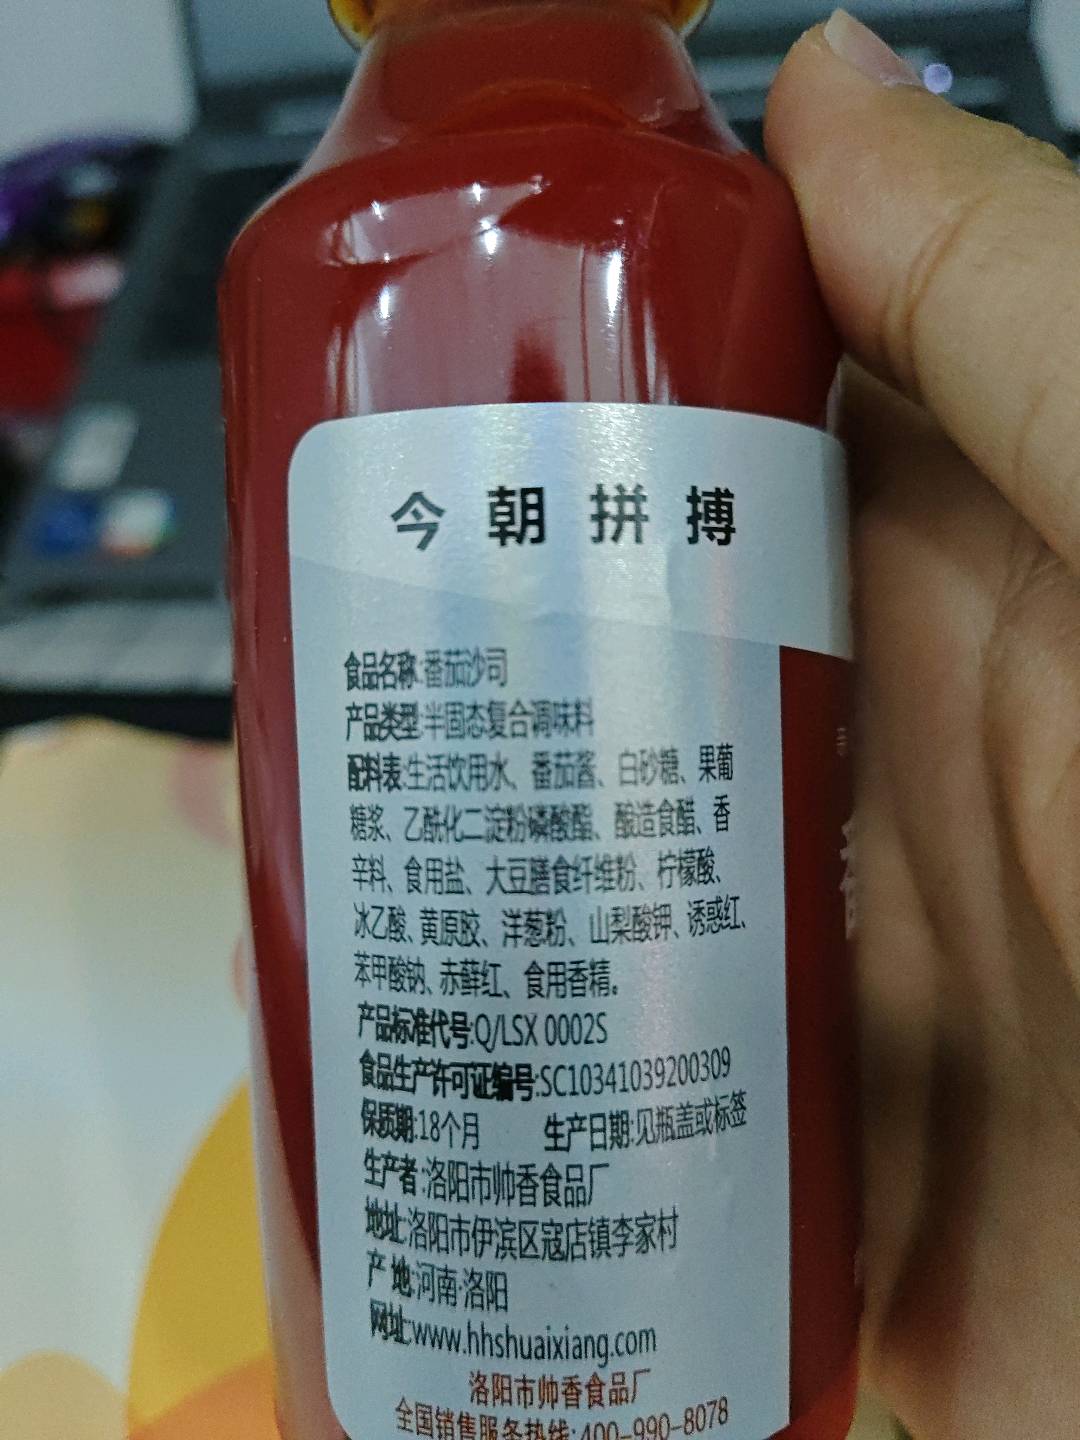 今朝拼搏
食品名称:番茄沙司
产品类型:半固态复合调味料
配料表:生活饮用水、番茄酱、白砂糖、果葡
糖浆、乙酰化二淀粉磷酸酯、酿造食醋、香
辛料、食用盐、大豆膳食纤维粉、柠檬酸、
冰乙酸、黄原胶、洋葱粉、山梨酸钾、诱惑红、
苯甲酸钠、赤藓红、食用香精。
产品标准代号:Q/LSX 0002S
食品生产许可证编号:SC10341039200309
保质期:18个月 生产日期:见瓶盖或标签
生产者:洛阳市帅香食品厂
地址:洛阳市伊滨区寇店镇李家村
产 地:河南·洛阳
网址:www.hhshuaixiang.com
洛阳市帅香食品厂
全国销售服务热线:400-990-8078